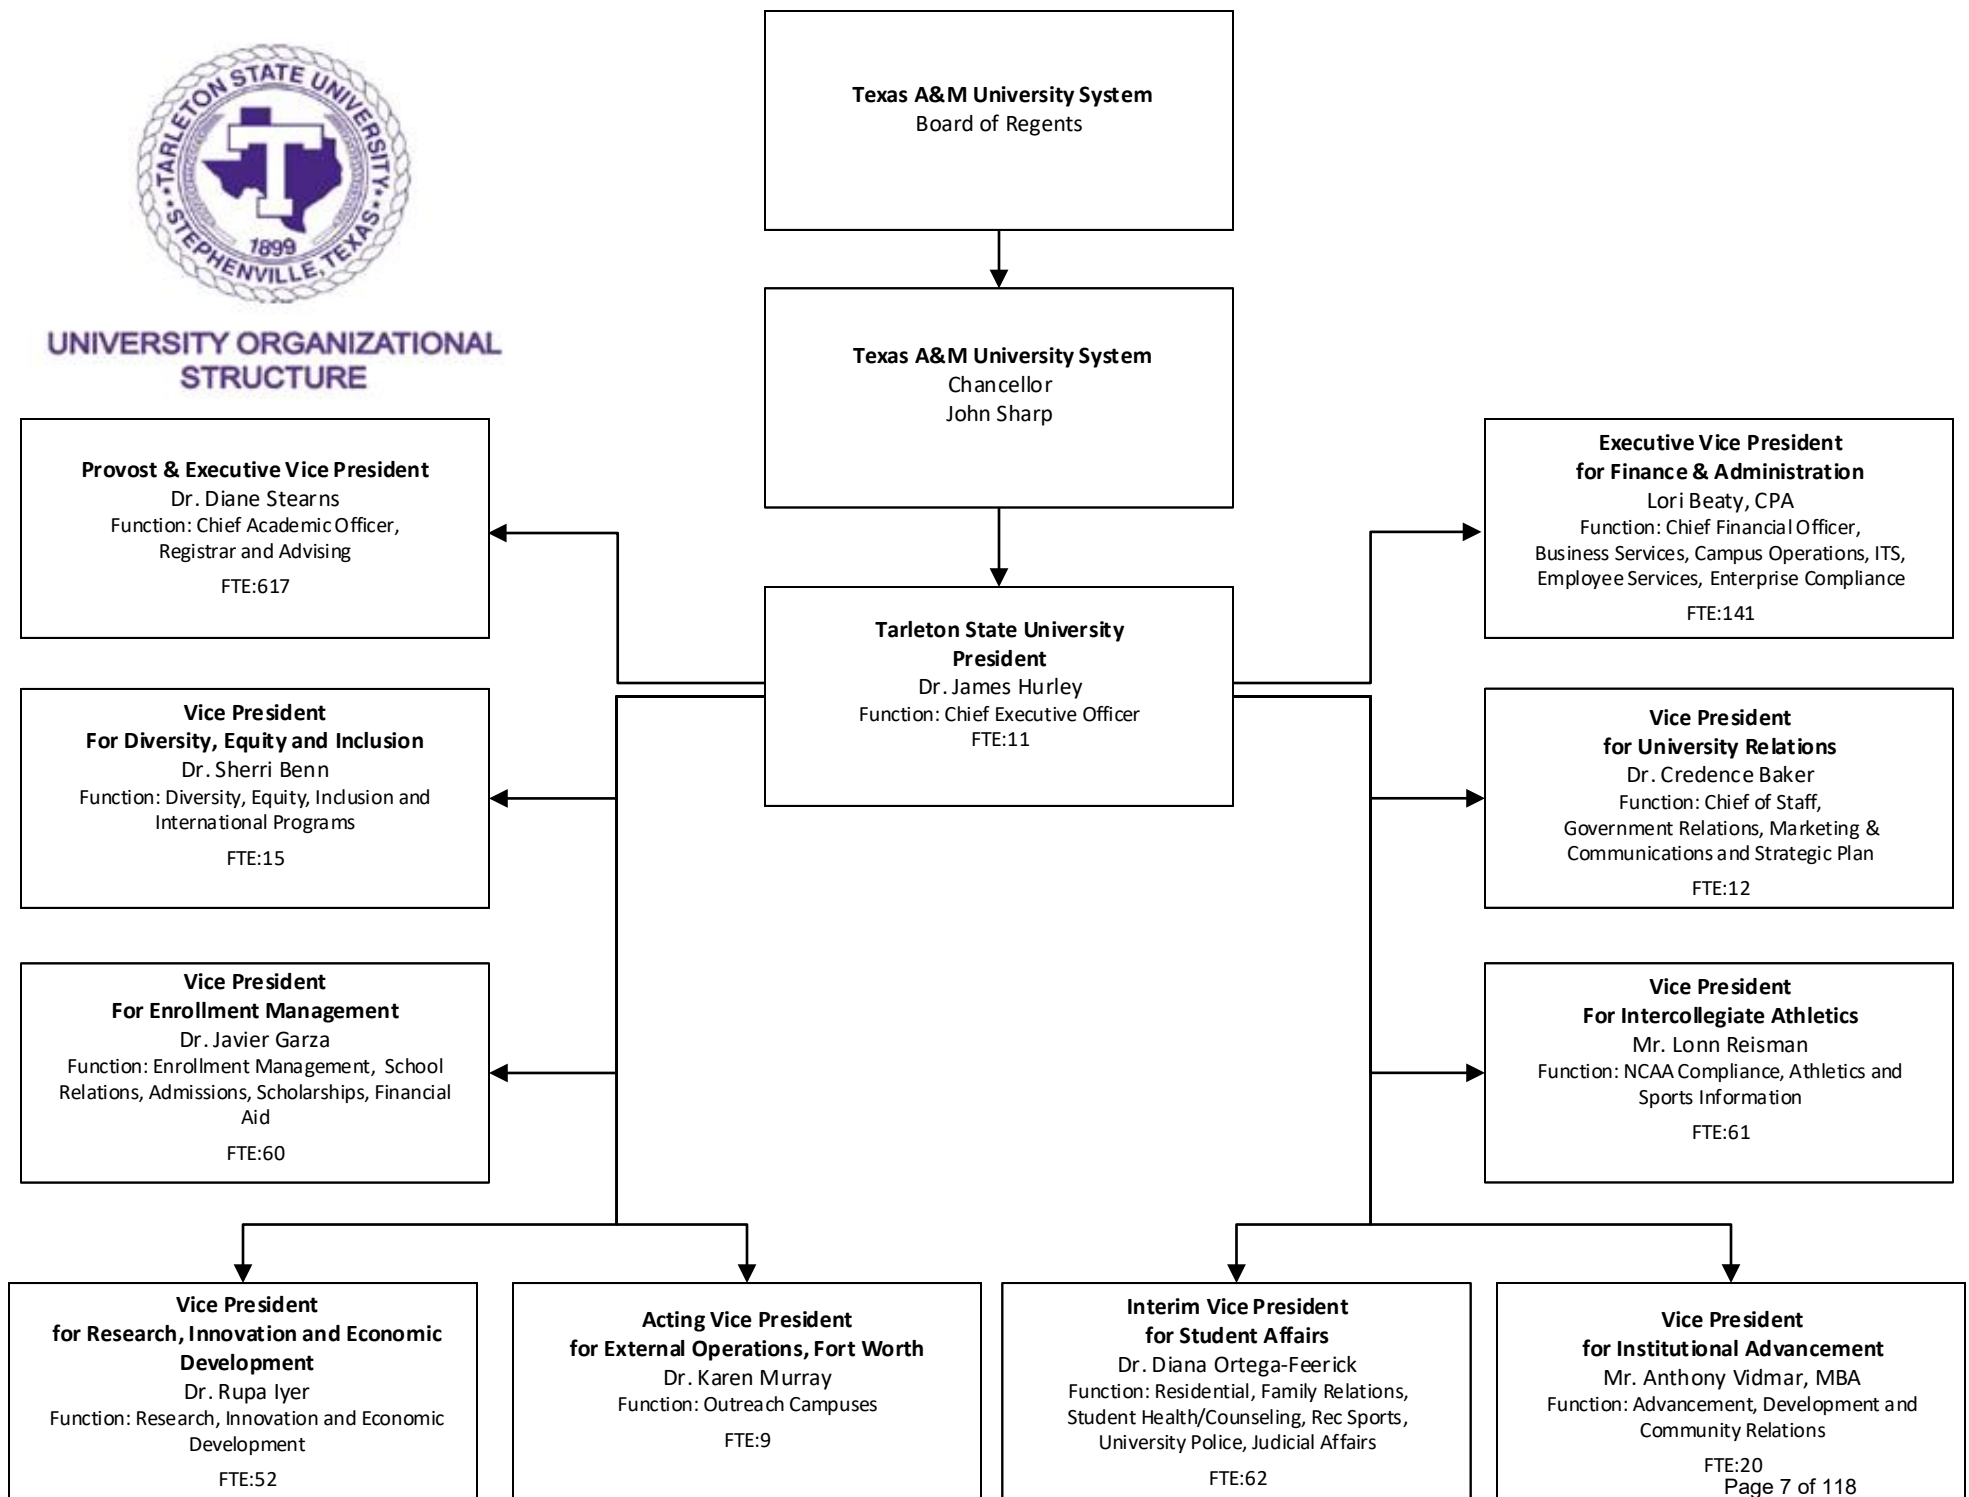 TARLETON STATE UNIVERSITY
STEPHENVILLE, TEXAS
T
1899
UNIVERSITY ORGANIZATIONAL
STRUCTURE
Texas A&M University System
Board of Regents
Texas A&M University System
Chancellor
John Sharp
Provost & Executive Vice President
Dr. Diane Stearns
Function: Chief Academic Officer,
Registrar and Advising
FTE:617
Executive Vice President
for Finance & Administration
Lori Beaty, CPA
Function: Chief Financial Officer,
Business Services, Campus Operations, ITS,
Employee Services, Enterprise Compliance
FTE:141
Tarleton State University
President
Dr. James Hurley
Function: Chief Executive Officer
FTE:11
Vice President
For Diversity, Equity and Inclusion
Dr. Sherri Benn
Function: Diversity, Equity, Inclusion and
International Programs
FTE:15
Vice President
for University Relations
Dr. Credence Baker
Function: Chief of Staff,
Government Relations, Marketing &
Communications and Strategic Plan
FTE:12
Vice President
For Enrollment Management
Dr. Javier Garza
Function: Enrollment Management, School
Relations, Admissions, Scholarships, Financial
Aid
FTE:60
Vice President
For Intercollegiate Athletics
Mr. Lonn Reisman
Function: NCAA Compliance, Athletics and
Sports Information
FTE:61
Vice President
for Research, Innovation and Economic
Development
Dr. Rupa Iyer
Function: Research, Innovation and Economic
Development
FTE:52
Acting Vice President
for External Operations, Fort Worth
Dr. Karen Murray
Function: Outreach Campuses
FTE:9
Interim Vice President
for Student Affairs
Dr. Diana Ortega-Feerick
Function: Residential, Family Relations,
Student Health/Counseling, Rec Sports,
University Police, Judicial Affairs
FTE:62
Vice President
for Institutional Advancement
Mr. Anthony Vidmar, MBA
Function: Advancement, Development and
Community Relations
FTE:20
Page 7 of 118